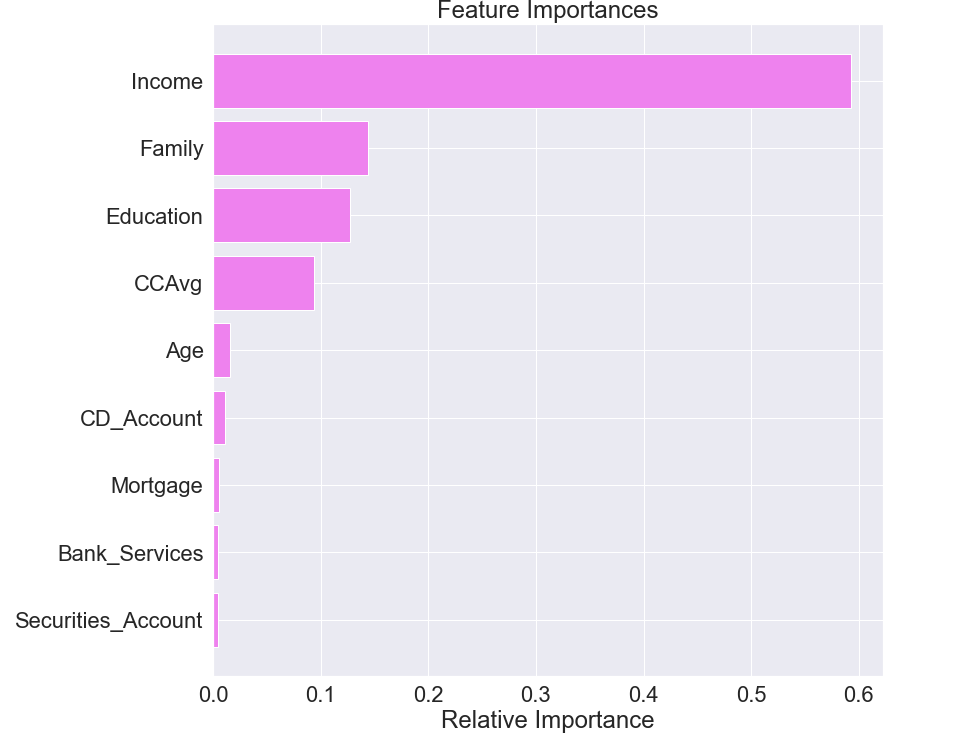 Feature Importances
Income
Family
Education
CCAvg
Age
CD_Account
Mortgage
Bank_Services
Securities_Account
0.0 0.1 0.2 0.3 0.4 0.5 0.6
Relative Importance